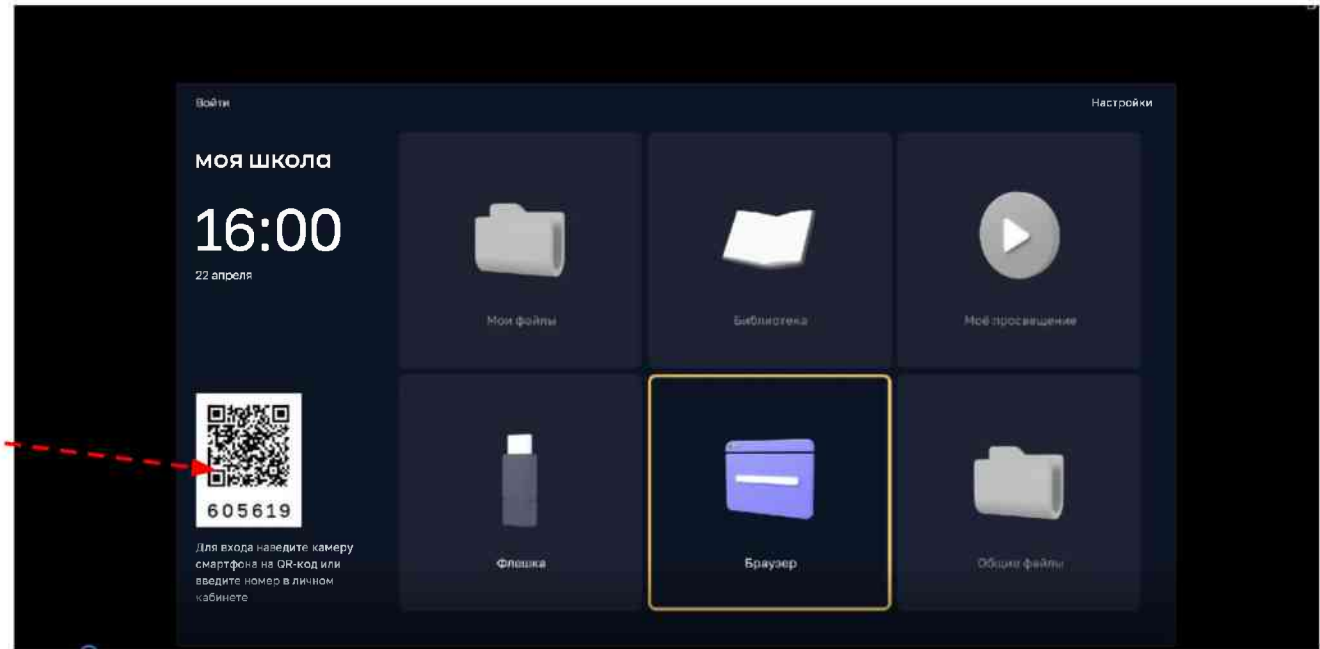 Войти
Настройки
моя школа
16:00
22 апреля
Мои файлы
Библиотека
Моё просвещение
605619
Для входа наведите камеру
смартфона на QR-код или
введите номер в личном
кабинете
Флешка
Браузер
Общие файлы